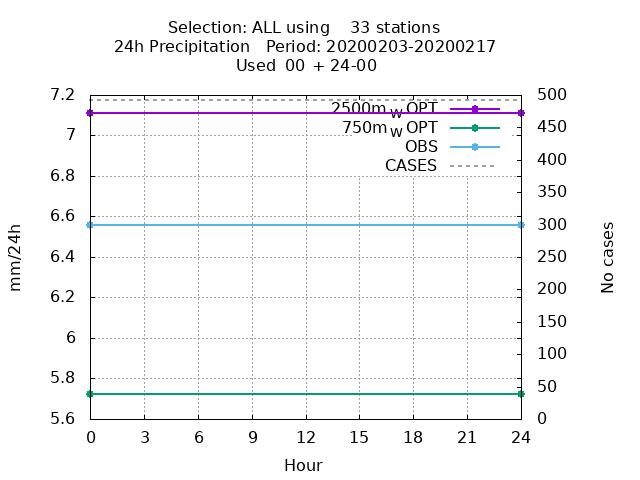 Selection: ALL using    33 stations
24h Precipitation   Period: 20200203-20200217
Used  00 + 24-00
7.2
7
6.8
6.6
6.4
6.2
6
5.8
5.6
mm/24h
2500m w OPT
750m w OPT
OBS
CASES
500
450
400
350
300
250
200
150
100
50
0
No cases
0 3 6 9 12 15 18 21 24
Hour